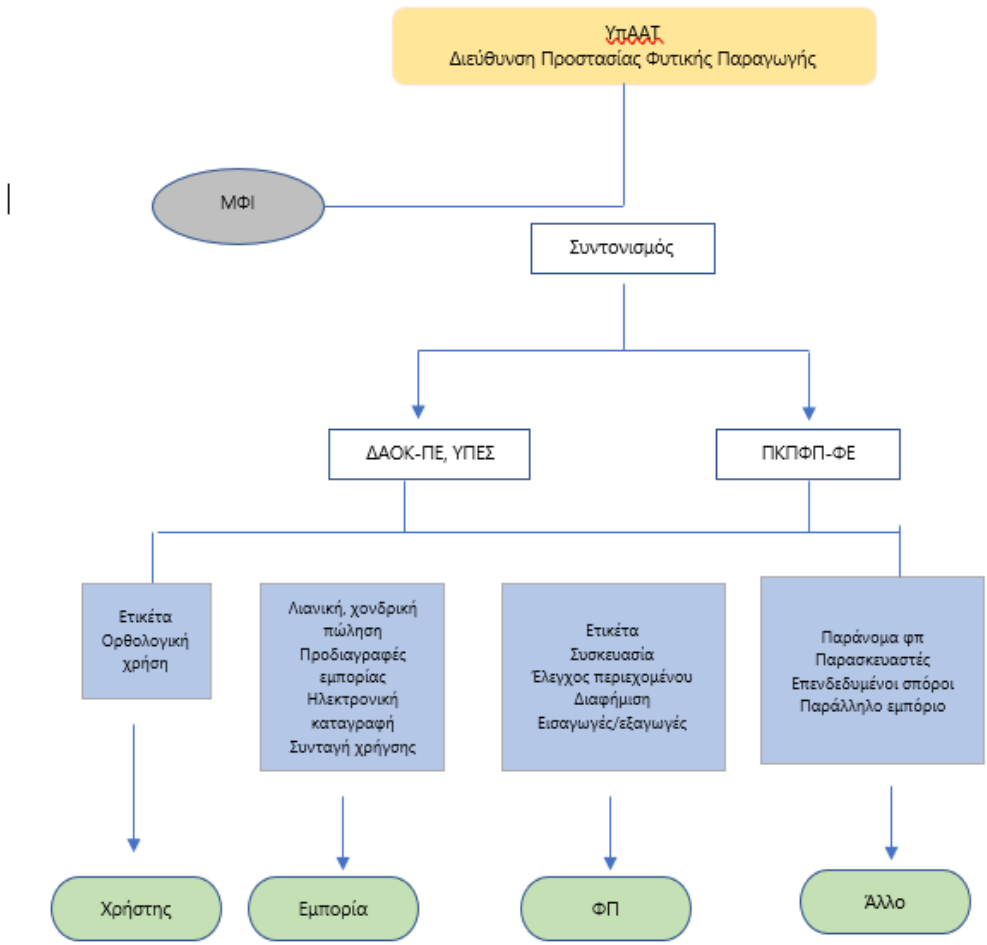 ΥπΑΑΤ
Διεύθυνση Προστασίας Φυτικής Παραγωγής
ΜΦΙ
Συντονισμός
ΔΑΟΚ-ΠΕ, ΥΠΕΣ
ΠΚΠΦΠ-ΦΕ
Ετικέτα
Ορθολογική
χρήση
Λιανική, χονδρική
πώληση
Προδιαγραφές
εμπορίας
Ηλεκτρονική
καταγραφή
Συνταγή χρήγσης
Ετικέτα
Συσκευασία
Έλεγχος περιεχομένου
Διαφήμιση
Εισαγωγές/εξαγωγές
Παράνομα φπ
Παρασκευαστές
Επενδεδυμένοι σπόροι
Παράλληλο εμπόριο
Χρήστης
Εμπορία
ΦΠ
Άλλο